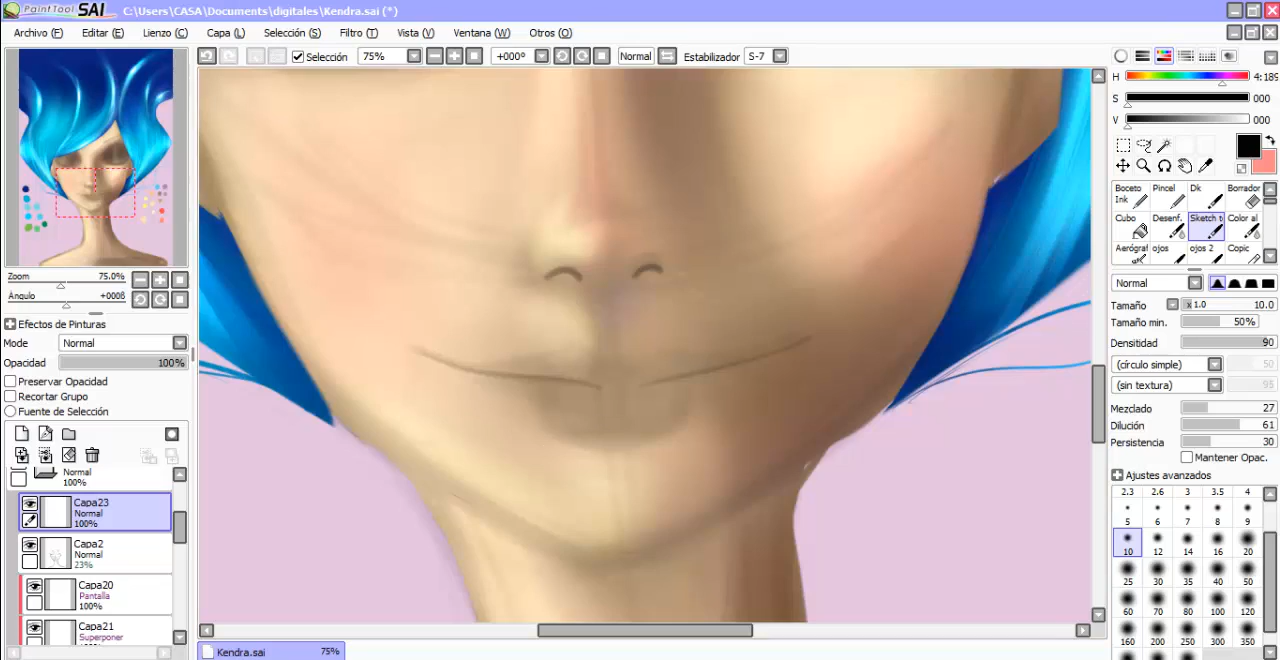 PaintTool SAI C:\Users\CASA\Documents\digitales\Kendra.sai (*)
Archivo (F) Editar (E) Lienzo (C) Capa (L) Selección (S) Filtro (T) Vista (V) Ventana (W) Otros (O)
Selección 75% +000º Normal Estabilizador S-7
H 4:189
S 000
V 000
Boceto Ink Pincel Dk Borrador
Cubo Desenf. Sketch Color al
Aerógraf ojos ojos 2 Copic
Zoom 75.0%
Ángulo +000ß
Efectos de Pinturas
Mode Normal
Opacidad 100%
Preservar Opacidad
Recortar Grupo
Fuente de Selección
Normal
100%
Capa23
Normal
100%
Capa2
Normal
23%
Capa20
Pantalla
100%
Capa21
Superponer
Normal
Tamaño x 1.0 10.0
Tamaño min. 50%
Densitidad 90
(círculo simple) 50
(sin textura) 95
Mezclado 27
Dilución 61
Persistencia 30
Mantener Opac.
Ajustes avanzados
2.3 2.6 3 3.5 4
5 6 7 8 9
10 12 14 16 20
25 30 35 40 50
60 70 80 100 120
160 200 250 300 350
Kendra.sai 75%